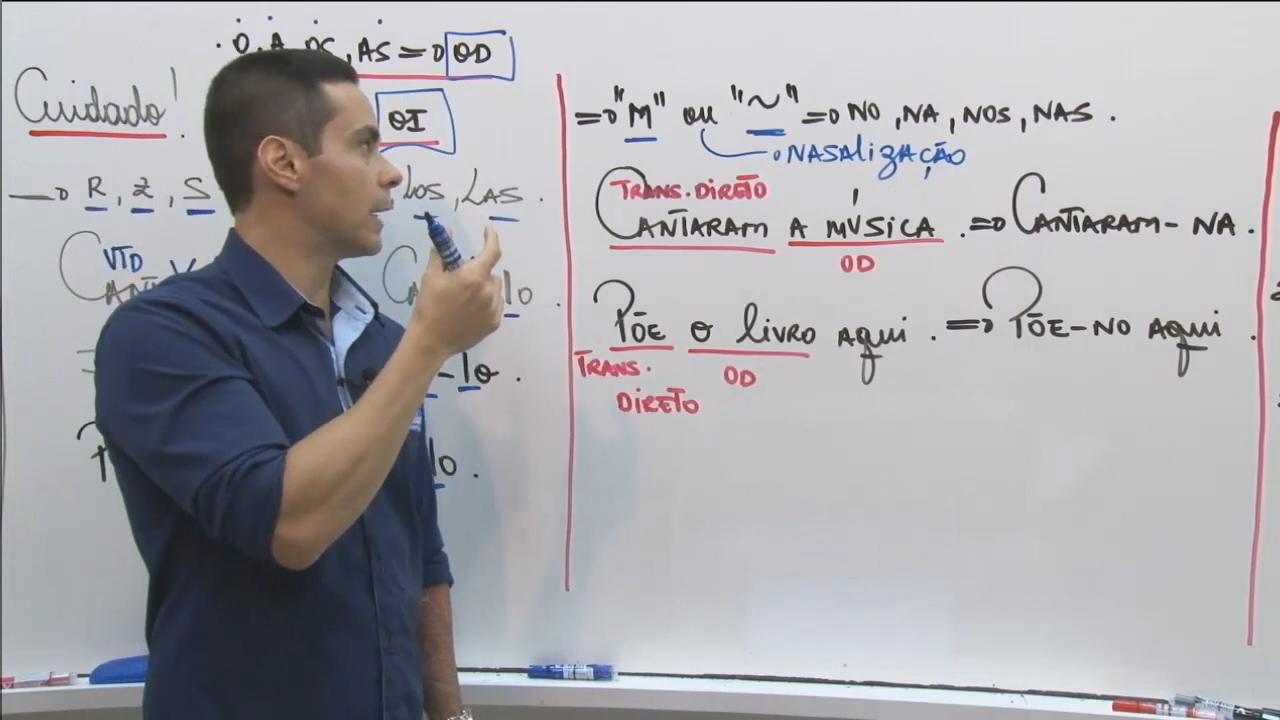 . O, A, OS, AS => OD
Cuidado!
OI
→ R, Z, S
LOS, LAS .
VTD
lo .
-lo .
lo .
=> "M" ou "~" => NO, NA, NOS, NAS .
→ NASALIZAÇÃO
TRANS. DIRETO
CANTARAM A MÚSICA . => CANTARAM-NA .
OD
PÕE O livro AQUI . => PÕE-NO AQUI .
TRANS. DIRETO
OD